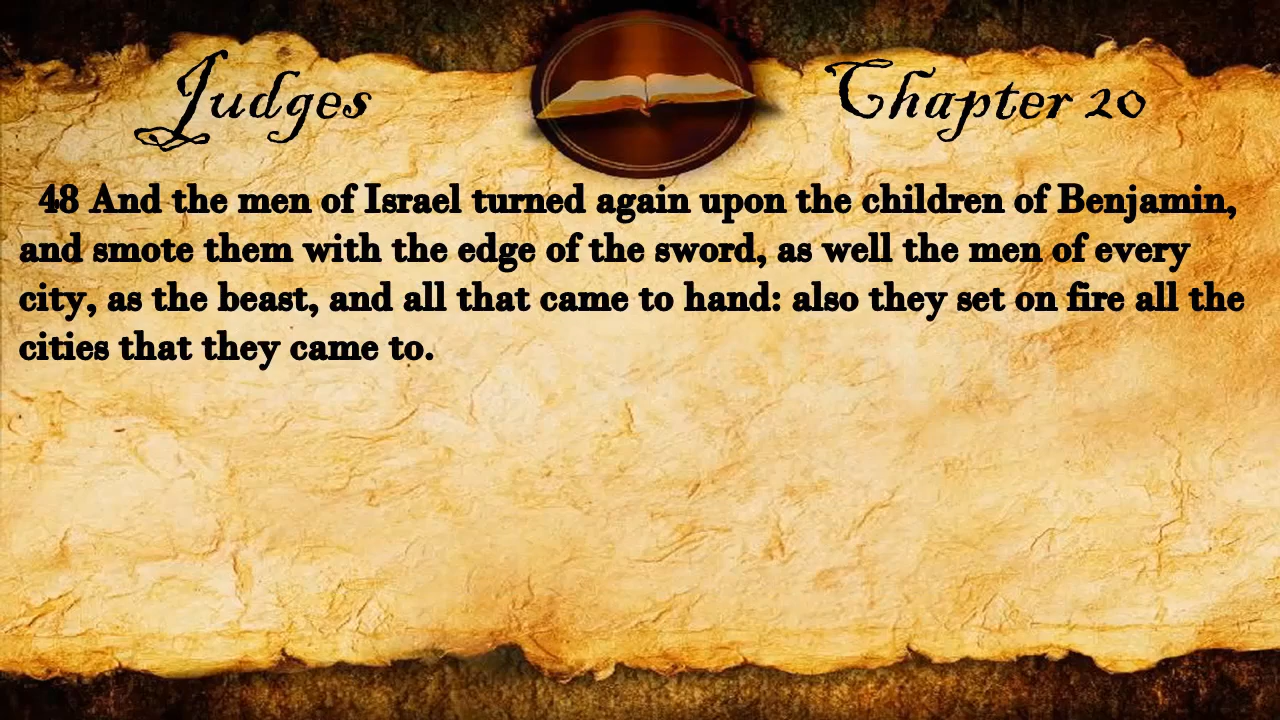 Judges Chapter 20
48 And the men of Israel turned again upon the children of Benjamin,
and smote them with the edge of the sword, as well the men of every
city, as the beast, and all that came to hand: also they set on fire all the
cities that they came to.